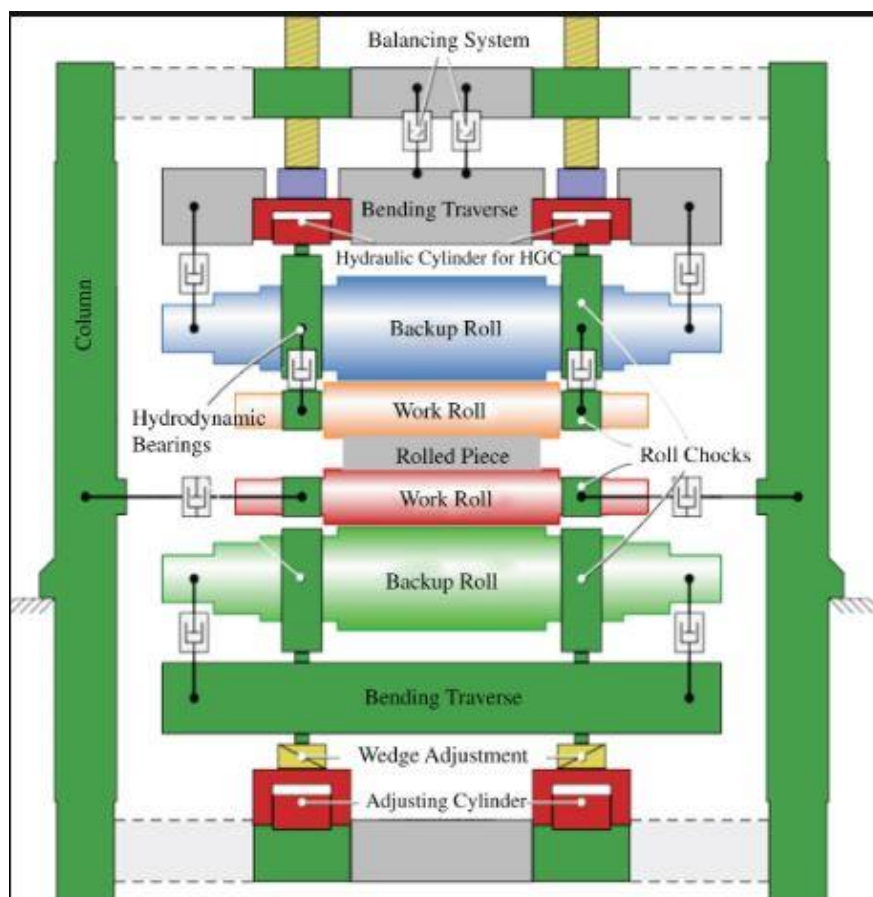 Balancing System
Bending Traverse
Hydraulic Cylinder for HGC
Column
Backup Roll
Hydrodynamic
Bearings
Work Roll
Rolled Piece
Roll Chocks
Work Roll
Backup Roll
Bending Traverse
Wedge Adjustment
Adjusting Cylinder